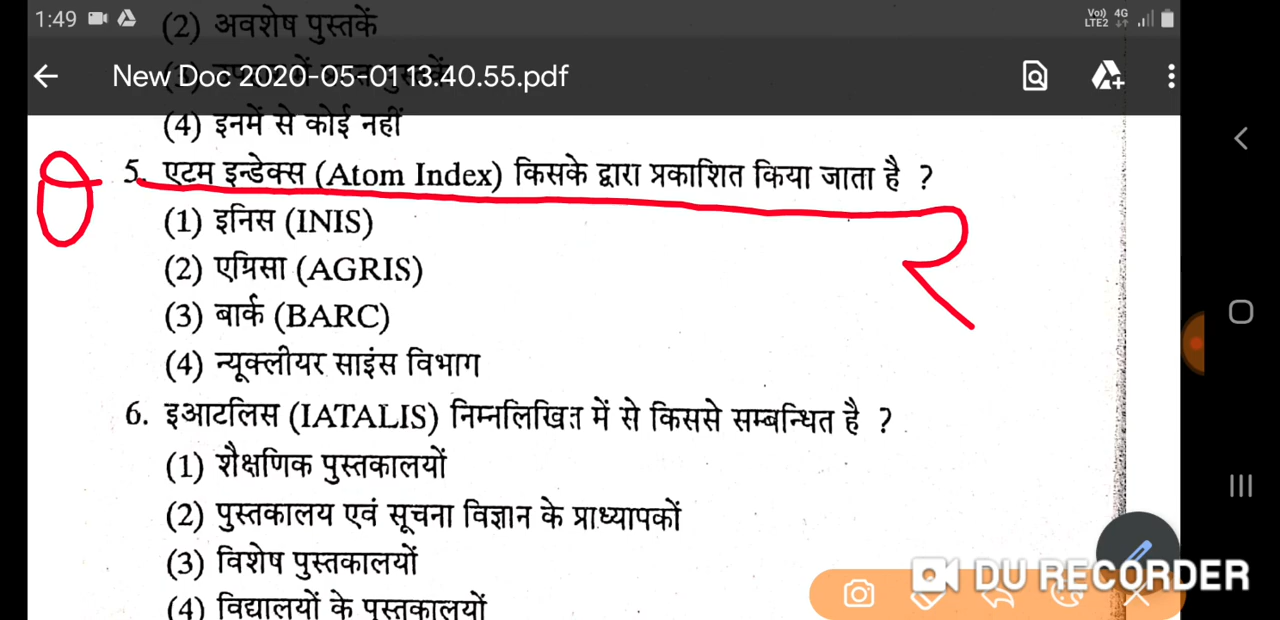 1:49
Vo) 4G
LTE2
(2) अवशेष पुस्तकें
New Doc 2020-05-01 13.40.55.pdf
(4) इनमें से कोई नहीं
5. एटम इन्डेक्स (Atom Index) किसके द्वारा प्रकाशित किया जाता है ?
(1) इनिस (INIS)
(2) एग्रिसा (AGRIS)
(3) बार्क (BARC)
(4) न्यूक्लीयर साइंस विभाग
6. इआटलिस (IATALIS) निम्नलिखित में से किससे सम्बन्धित है ?
(1) शैक्षणिक पुस्तकालयों
(2) पुस्तकालय एवं सूचना विज्ञान के प्राध्यापकों
(3) विशेष पुस्तकालयों
(4) विद्यालयों के पुस्तकालयों
DU RECORDER